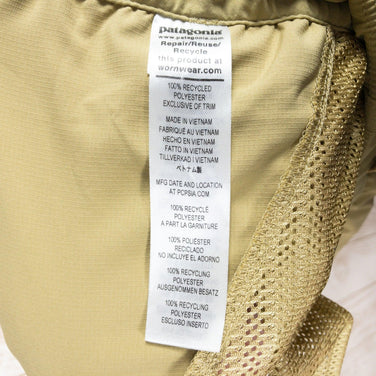 patagonia
www.patagonia.com
Repair/Reuse/
Recycle
this product at
wornwear.com
100% RECYCLED
POLYESTER
EXCLUSIVE OF TRIM
MADE IN VIETNAM
FABRIQUÉ AU VIETNAM
HECHO EN VIETNAM
FATTO IN VIETNAM
TILLVERKAD I VIETNAM
ベトナム製
MFG DATE AND LOCATION
AT PCPSIA.COM
100% RECYCLÉ
POLYESTER
A PART LA GARNITURE
100% POLIÉSTER
RECICLADO
NO INCLUYE EL ADORNO
100% RECYCLING
POLYESTER
AUSGENOMMEN BESATZ
100% RECYCLING
POLYESTER
ESCLUSO INSERTO